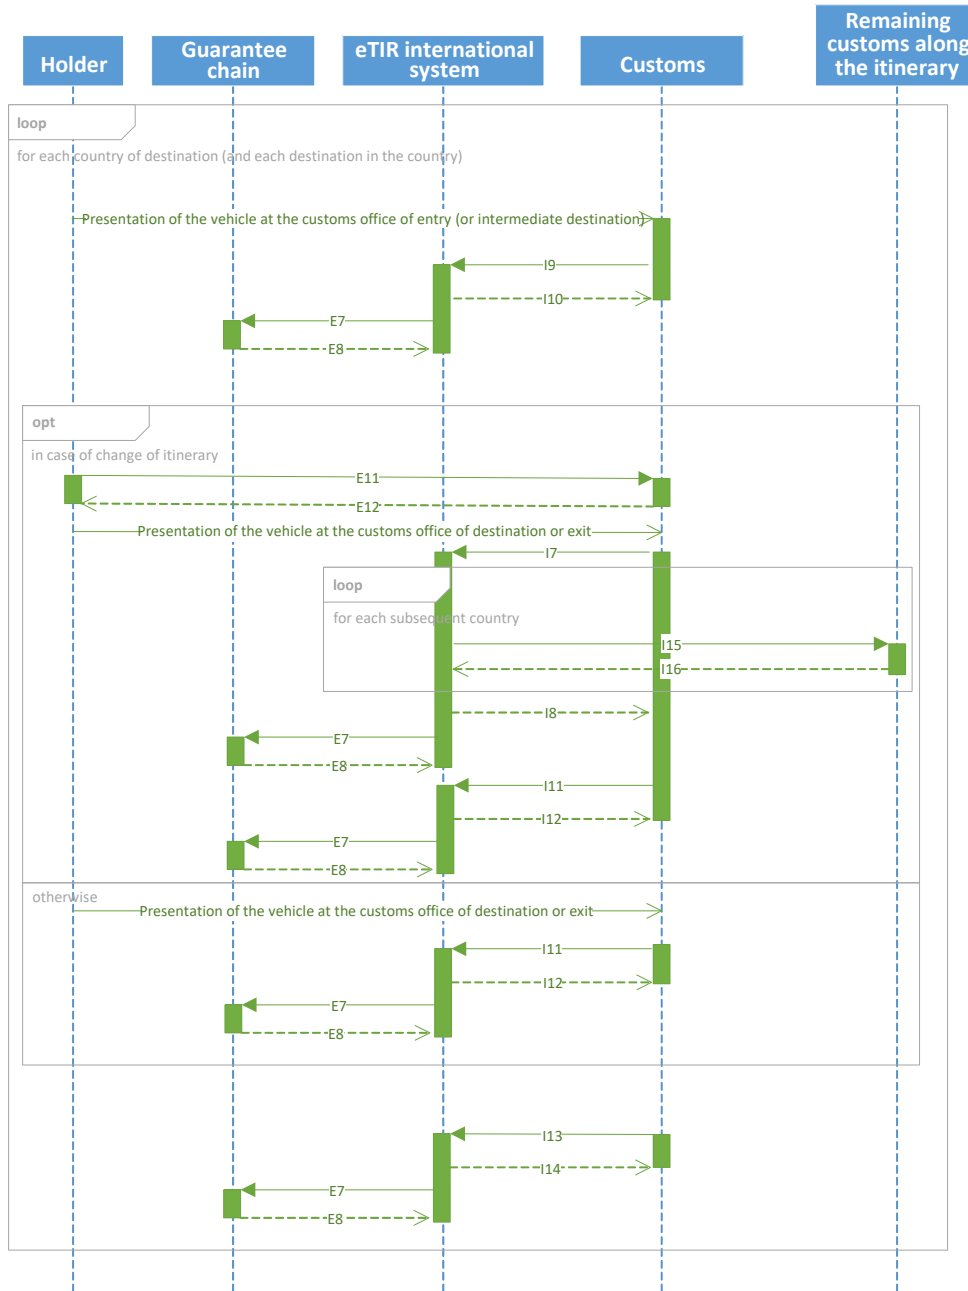 Holder
Guarantee
chain
eTIR international
system
Customs
Remaining
customs along
the itinerary
loop
for each country of destination (and each destination in the country)
Presentation of the vehicle at the customs office of entry (or intermediate destination)
I9
I10
E7
E8
opt
in case of change of itinerary
E11
E12
Presentation of the vehicle at the customs office of destination or exit
I7
loop
for each subsequent country
I15
I16
I8
E7
E8
I11
I12
E7
E8
otherwise
Presentation of the vehicle at the customs office of destination or exit
I11
I12
E7
E8
I13
I14
E7
E8